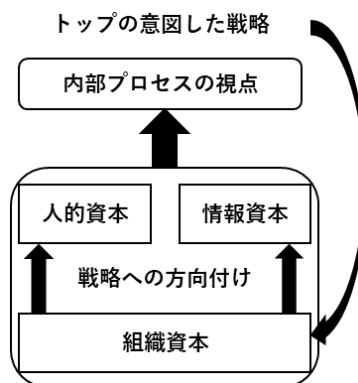 トップの意図した戦略
内部プロセスの視点
人的資本
情報資本
戦略への方向付け
組織資本